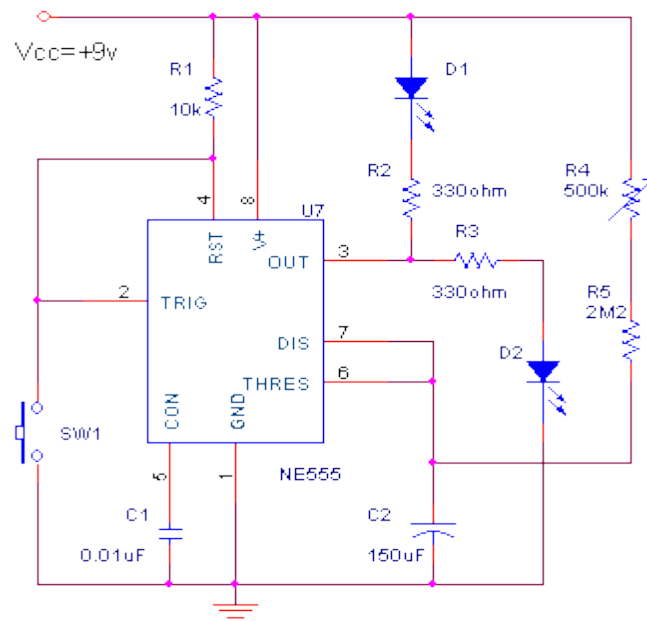 Vcc=+9v
R1
10k
D1
R2
330ohm
R4
500k
4
8
U7
RST
V+
OUT
3
R3
330ohm
2
TRIG
R5
2M2
DIS
7
D2
THRES
6
CON
GND
SW1
5
1
NE555
C1
0.01uF
C2
150uF